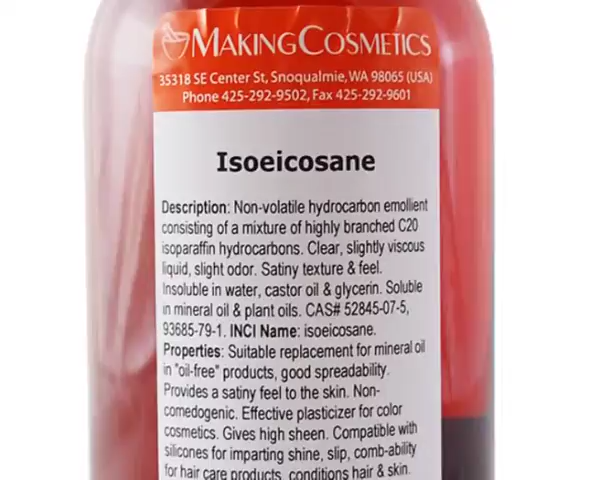 MAKINGCOSMETICS
35318 SE Center St, Snoqualmie, WA 98065 (USA)
Phone 425-292-9502, Fax 425-292-9601
Isoeicosane
Description: Non-volatile hydrocarbon emollient
consisting of a mixture of highly branched C20
isoparaffin hydrocarbons. Clear, slightly viscous
liquid, slight odor. Satiny texture & feel.
Insoluble in water, castor oil & glycerin. Soluble
in mineral oil & plant oils. CAS# 52845-07-5,
93685-79-1. INCI Name: isoeicosane.
Properties: Suitable replacement for mineral oil
in "oil-free" products, good spreadability.
Provides a satiny feel to the skin. Non-
comedogenic. Effective plasticizer for color
cosmetics. Gives high sheen. Compatible with
silicones for imparting shine, slip, comb-ability
for hair care products, conditions hair & skin.